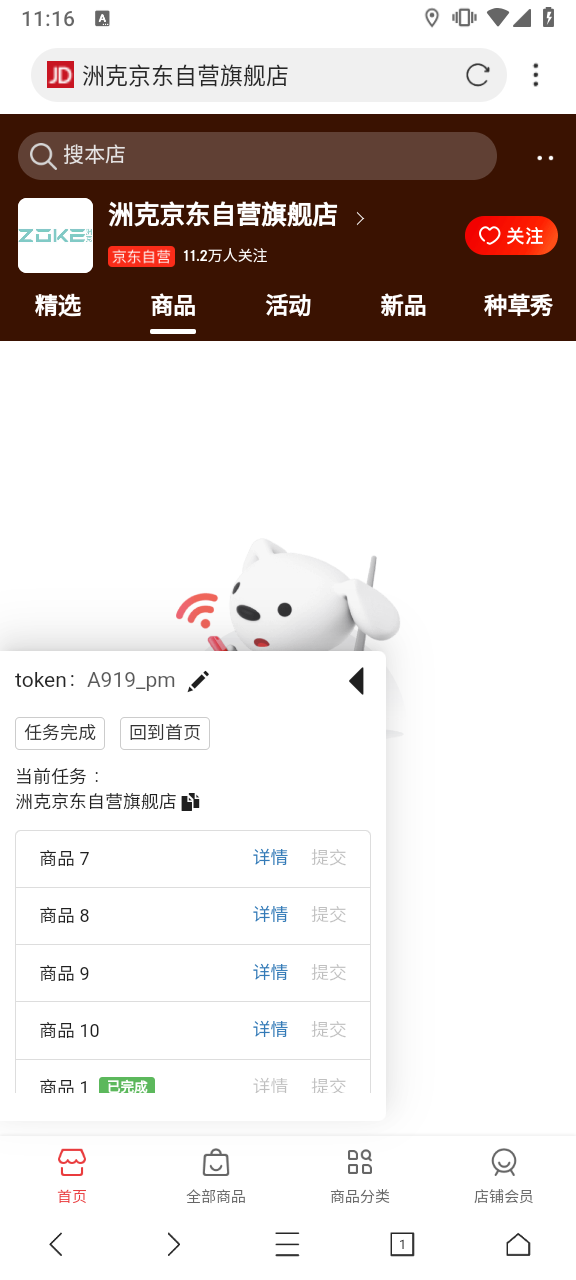 11:16
A
JD 洲克京东自营旗舰店
搜本店
洲克京东自营旗舰店
ZOKE
京东自营 11.2万人关注
关注
精选 商品 活动 新品 种草秀
token: A919_pm
任务完成 回到首页
当前任务：
洲克京东自营旗舰店
商品 7 详情 提交
商品 8 详情 提交
商品 9 详情 提交
商品 10 详情 提交
商品 1 已完成 详情 提交
首页 全部商品 商品分类 店铺会员
1